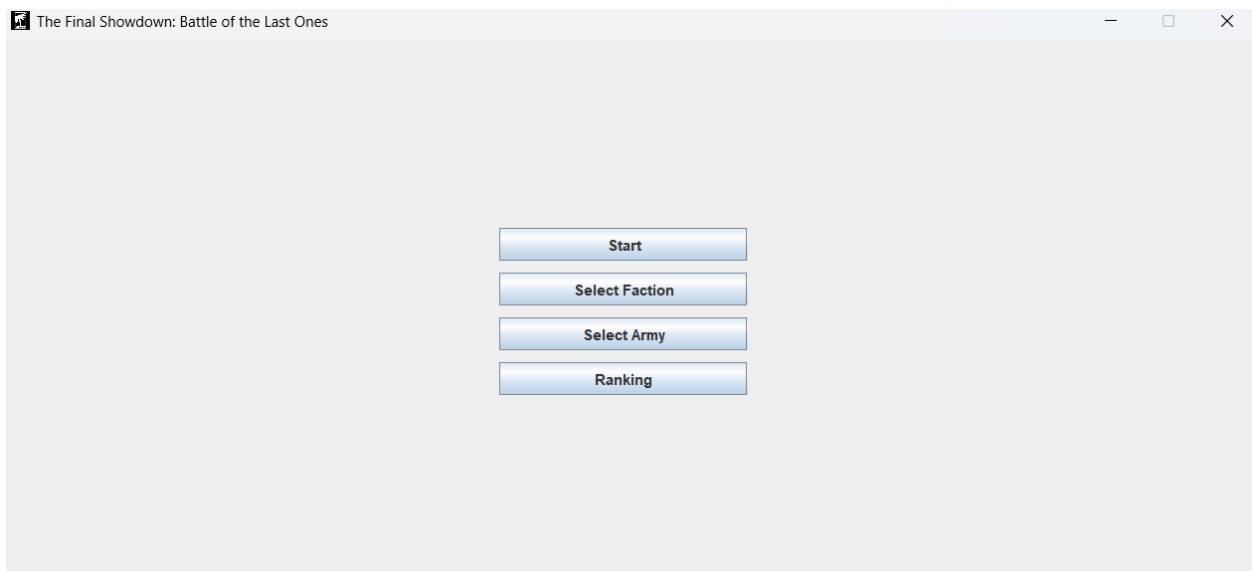 The Final Showdown: Battle of the Last Ones
Start
Select Faction
Select Army
Ranking